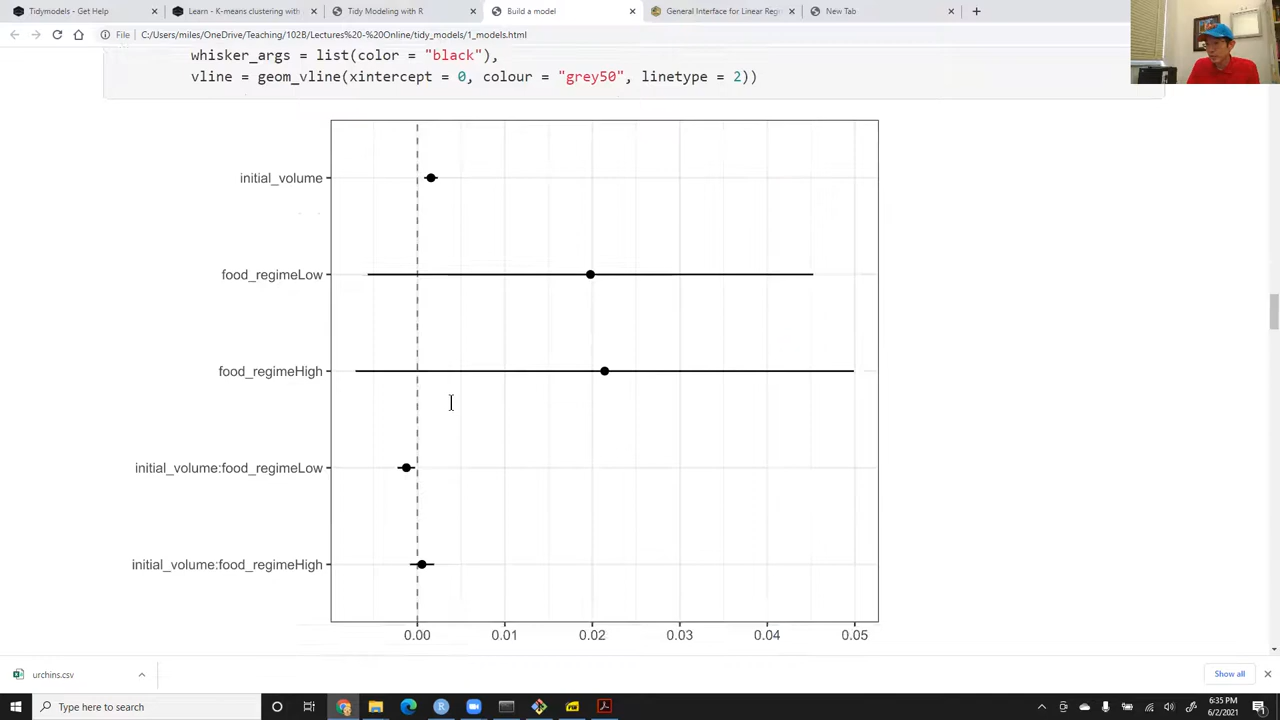 Tidymodels - Get Help
Learn - K-means clustering with
Tidy Modeling with R
Build a model
General Interface for Linear Regr
New Tab
File
C:/Users/miles/OneDrive/Teaching/102B/Lectures%20-%20Online/tidy_models/1_models.html
whisker_args = list(color = "black"),
vline = geom_vline(xintercept = 0, colour = "grey50", linetype = 2))
initial_volume
food_regimeLow
food_regimeHigh
initial_volume:food_regimeLow
initial_volume:food_regimeHigh
0.00 0.01 0.02 0.03 0.04 0.05
urchins.csv
Show all
Type here to search
6:35 PM
6/2/2021